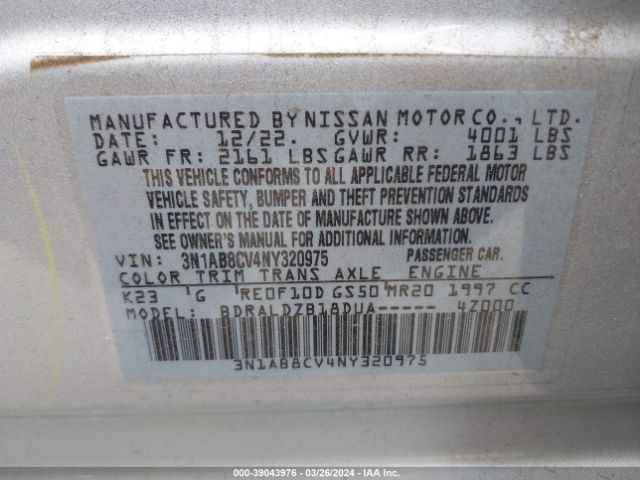 MANUFACTURED BY NISSAN MOTOR CO., LTD.
DATE: 12/22. GVWR: 4001 LBS
GAWR FR: 2161 LBS GAWR RR: 1863 LBS
THIS VEHICLE CONFORMS TO ALL APPLICABLE FEDERAL MOTOR
VEHICLE SAFETY, BUMPER AND THEFT PREVENTION STANDARDS
IN EFFECT ON THE DATE OF MANUFACTURE SHOWN ABOVE.
SEE OWNER'S MANUAL FOR ADDITIONAL INFORMATION
VIN: 3N1AB8CV4NY320975 PASSENGER CAR.
COLOR TRIM TRANS AXLE ENGINE
K23 G RE0F10D GS50 MR20 1997 CC
MODEL: BDRALDZB18DUA----- 4Z000
3N1AB8CV4NY320975
000-39043976 - 03/26/2024 - IAA Inc.